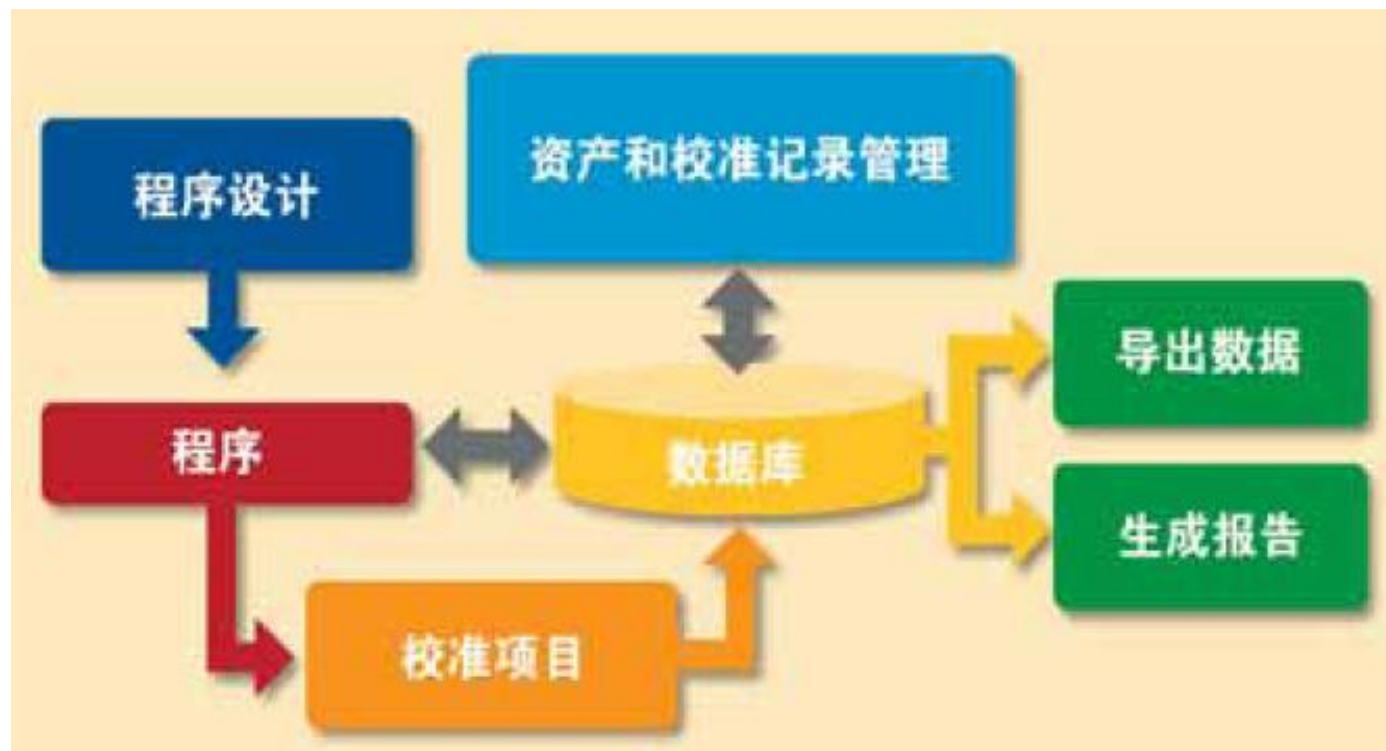 资产和校准记录管理
程序设计
导出数据
程序
数据库
生成报告
校准项目